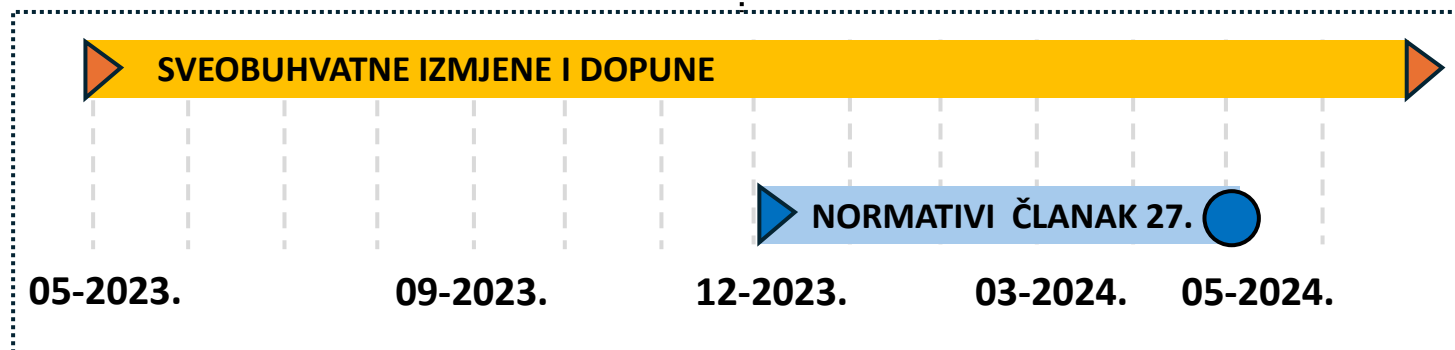 SVEOBUHVATNE IZMJENE I DOPUNE
NORMATIVI ČLANAK 27.
05-2023. 09-2023. 12-2023. 03-2024. 05-2024.